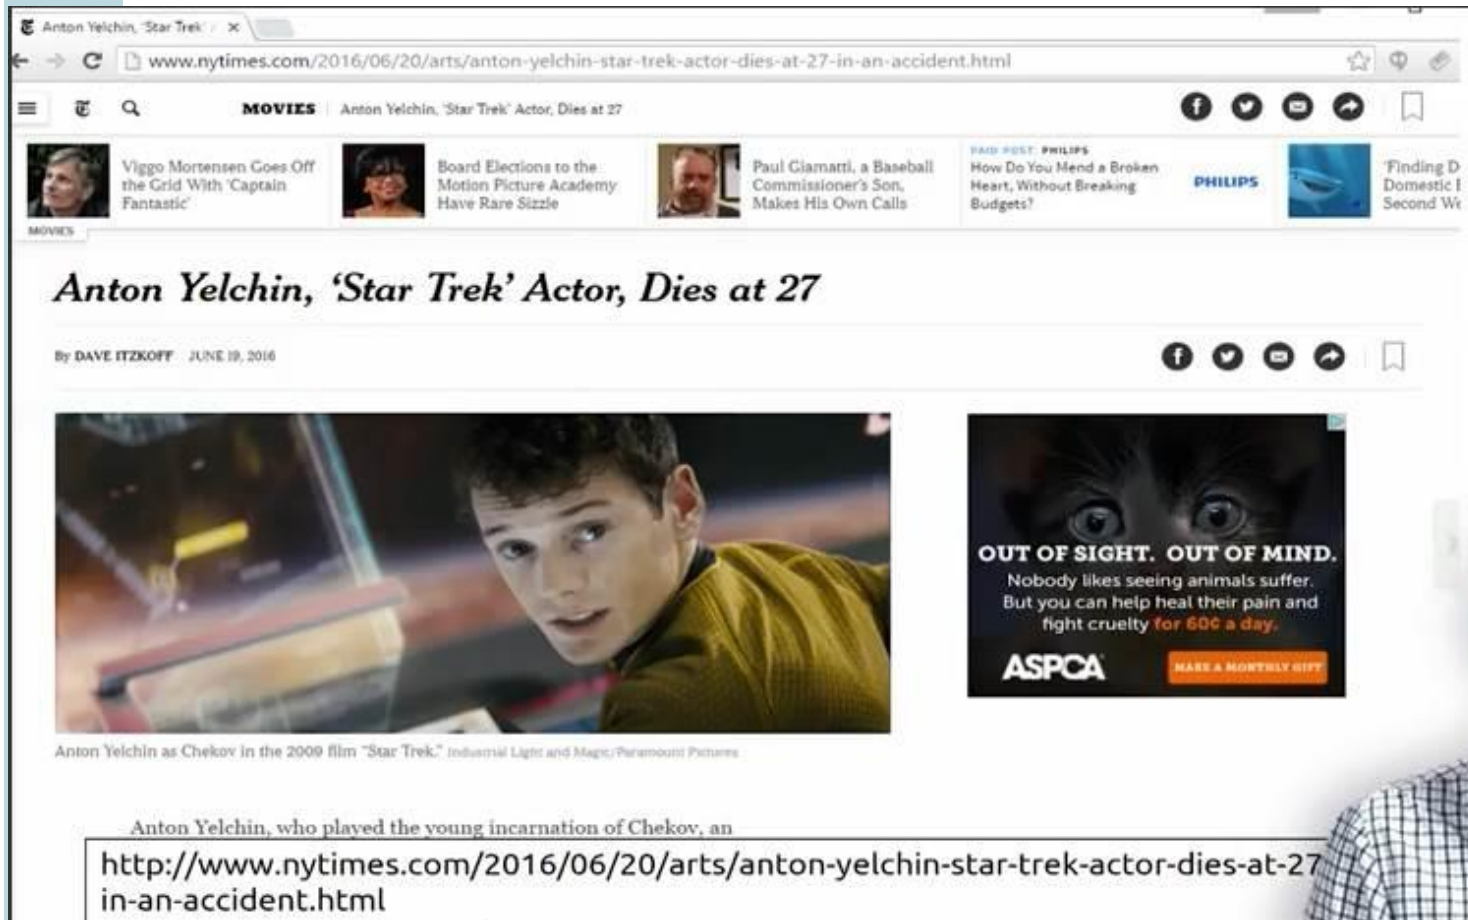 Anton Yelchin, 'Star Trek'
www.nytimes.com/2016/06/20/arts/anton-yelchin-star-trek-actor-dies-at-27-in-an-accident.html
MOVIES Anton Yelchin, 'Star Trek' Actor, Dies at 27
Viggo Mortensen Goes Off
the Grid With 'Captain
Fantastic'
Board Elections to the
Motion Picture Academy
Have Rare Sizzle
Paul Giamatti, a Baseball
Commissioner's Son,
Makes His Own Calls
PAID POST: PHILIPS
How Do You Mend a Broken
Heart, Without Breaking
Budgets?
PHILIPS
'Finding D
Domestic
Second We
MOVIES
Anton Yelchin, 'Star Trek' Actor, Dies at 27
By DAVE ITZKOFF JUNE 19, 2016
OUT OF SIGHT. OUT OF MIND.
Nobody likes seeing animals suffer.
But you can help heal their pain and
fight cruelty for 60¢ a day.
ASPCA
MAKE A MONTHLY GIFT
Anton Yelchin as Chekov in the 2009 film "Star Trek." Industrial Light and Magic/Paramount Pictures
Anton Yelchin, who played the young incarnation of Chekov, an
http://www.nytimes.com/2016/06/20/arts/anton-yelchin-star-trek-actor-dies-at-27
in-an-accident.html